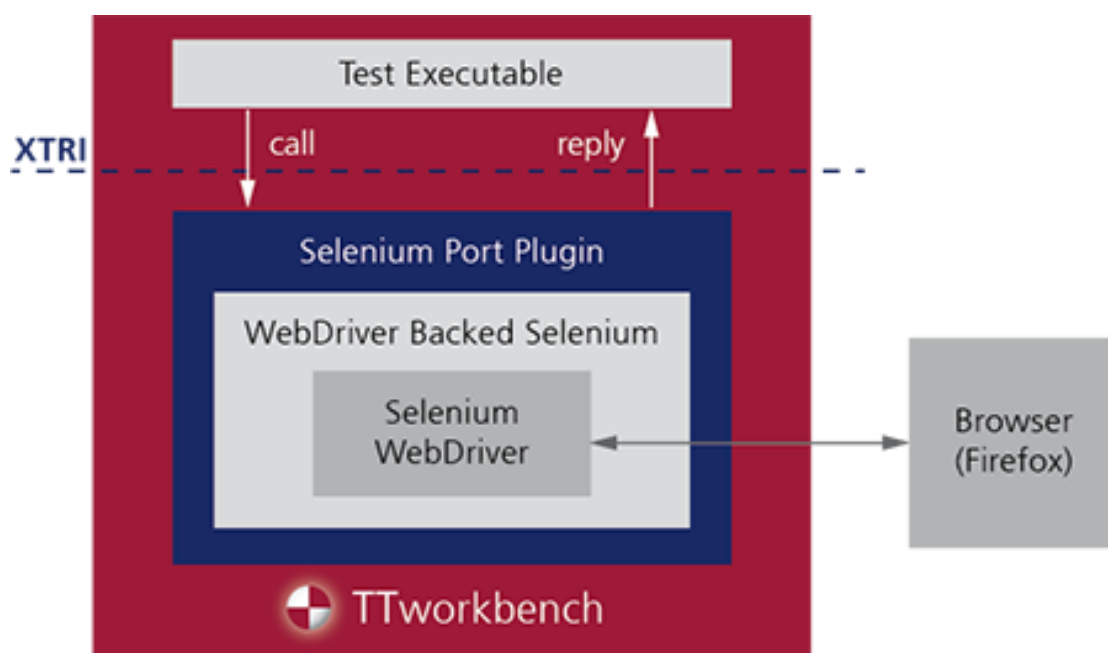 Test Executable
XTRI
call
reply
Selenium Port Plugin
WebDriver Backed Selenium
Selenium
WebDriver
Browser
(Firefox)
TTworkbench